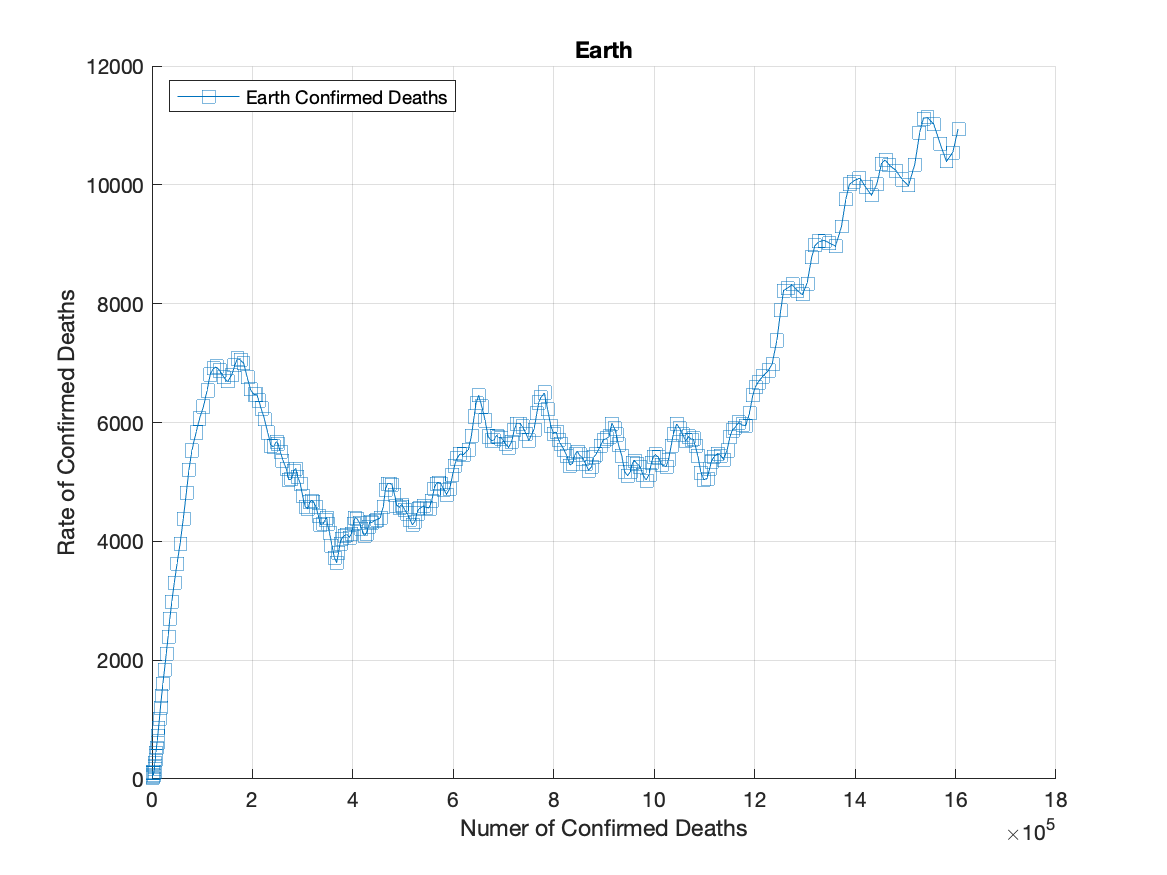 Earth
12000
Earth Confirmed Deaths
10000
8000
6000
4000
2000
0
Rate of Confirmed Deaths
0 2 4 6 8 10 12 14 16 18
Numer of Confirmed Deaths
×10^5